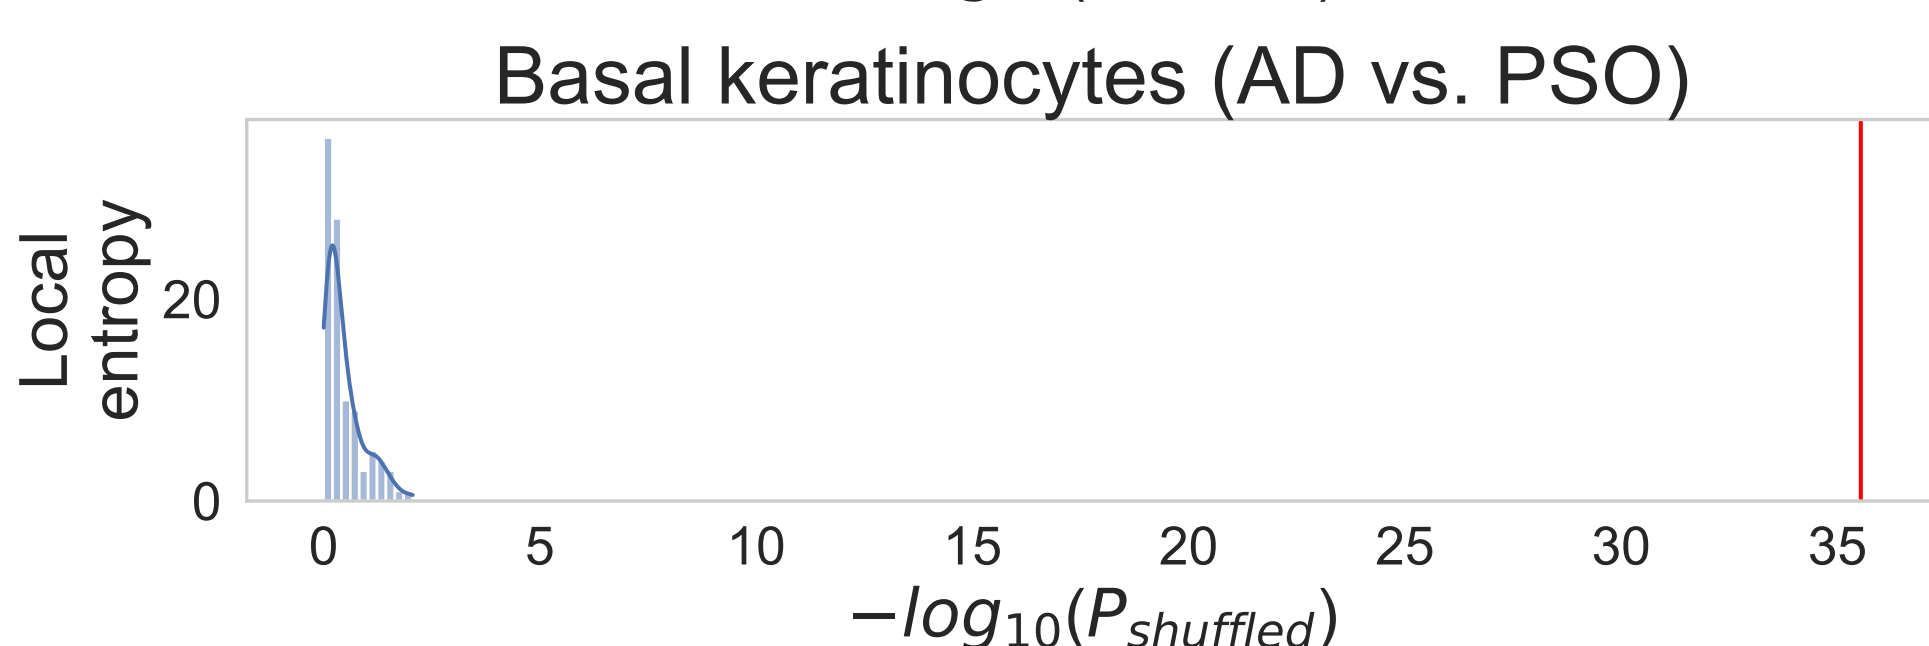 Basal keratinocytes (AD vs. PSO)
Local
entropy
20
0
0 5 10 15 20 25 30 35
−log10(Pshuffled)